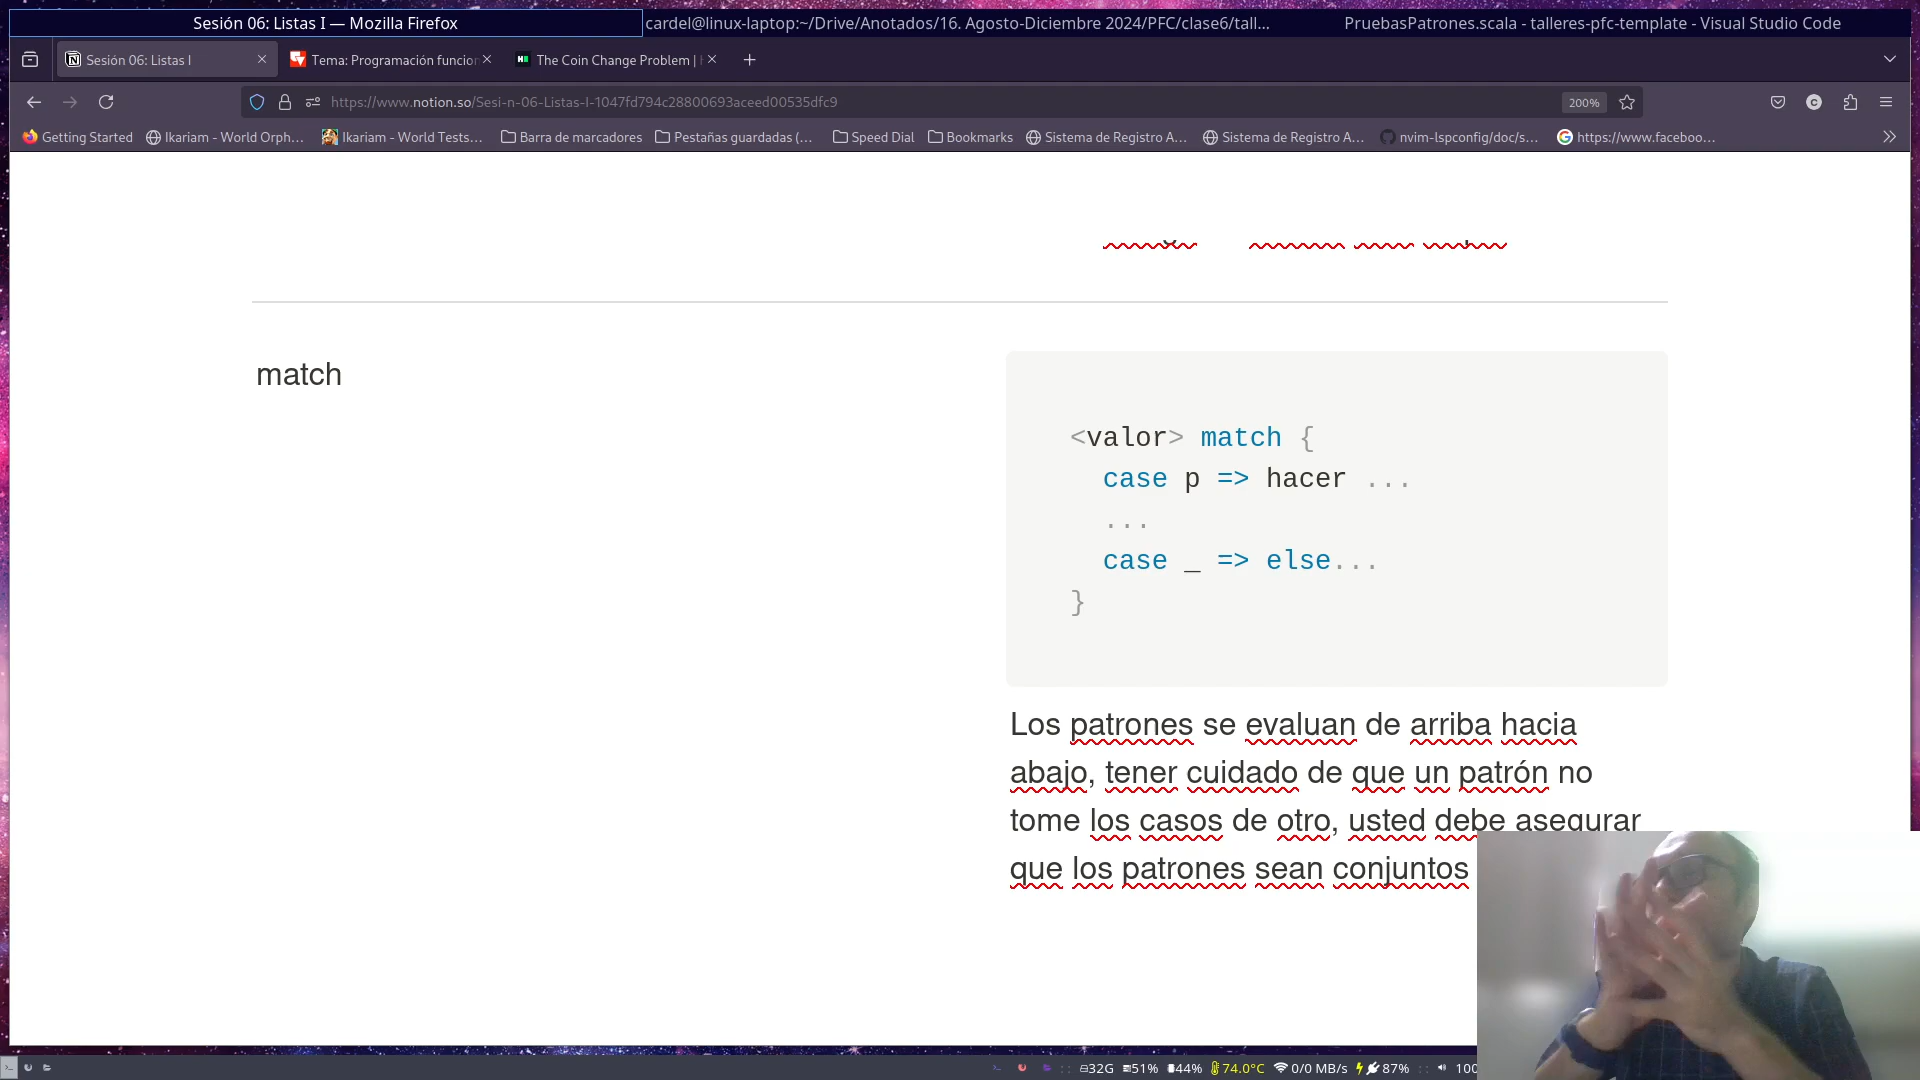 Sesión 06: Listas I — Mozilla Firefox
cardel@linux-laptop:~/Drive/Anotados/16. Agosto-Diciembre 2024/PFC/clase6/tall...
PruebasPatrones.scala - talleres-pfc-template - Visual Studio Code
Sesión 06: Listas I
Tema: Programación funcio
The Coin Change Problem |
https://www.notion.so/Sesi-n-06-Listas-I-1047fd794c28800693aceed00535dfc9
200%
Getting Started
Ikariam - World Orph...
Ikariam - World Tests...
Barra de marcadores
Pestañas guardadas (...
Speed Dial
Bookmarks
Sistema de Registro A...
Sistema de Registro A...
nvim-lspconfig/doc/s...
https://www.faceboo...
match
<valor> match {
case p => hacer ...
...
case _ => else...
}
Los patrones se evaluan de arriba hacia
abajo, tener cuidado de que un patrón no
tome los casos de otro, usted debe asegurar
que los patrones sean conjuntos
32G 51% 44% 74.0°C 0/0 MB/s 87% 100